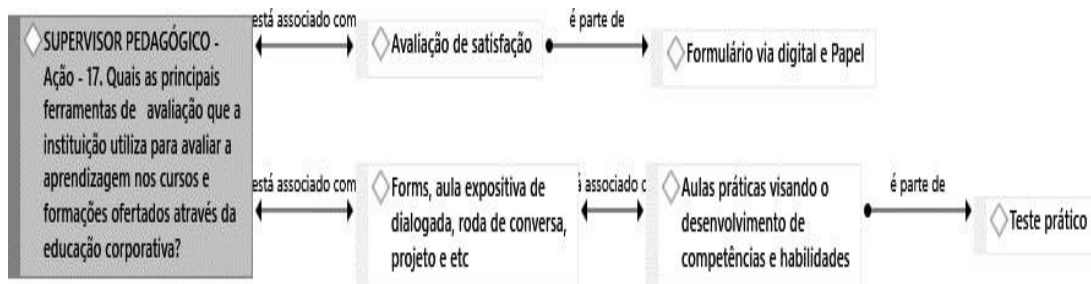 está associado com
é parte de
SUPERVISOR PEDAGÓGICO -
Ação - 17. Quais as principais
ferramentas de avaliação que a
instituição utiliza para avaliar a
aprendizagem nos cursos e
formações ofertados através da
educação corporativa?
Avaliação de satisfação
Formulário via digital e Papel
está associado com
associado
é parte de
Forms, aula expositiva de
dialogada, roda de conversa,
projeto e etc
Aulas práticas visando o
desenvolvimento de
competências e habilidades
Teste prático